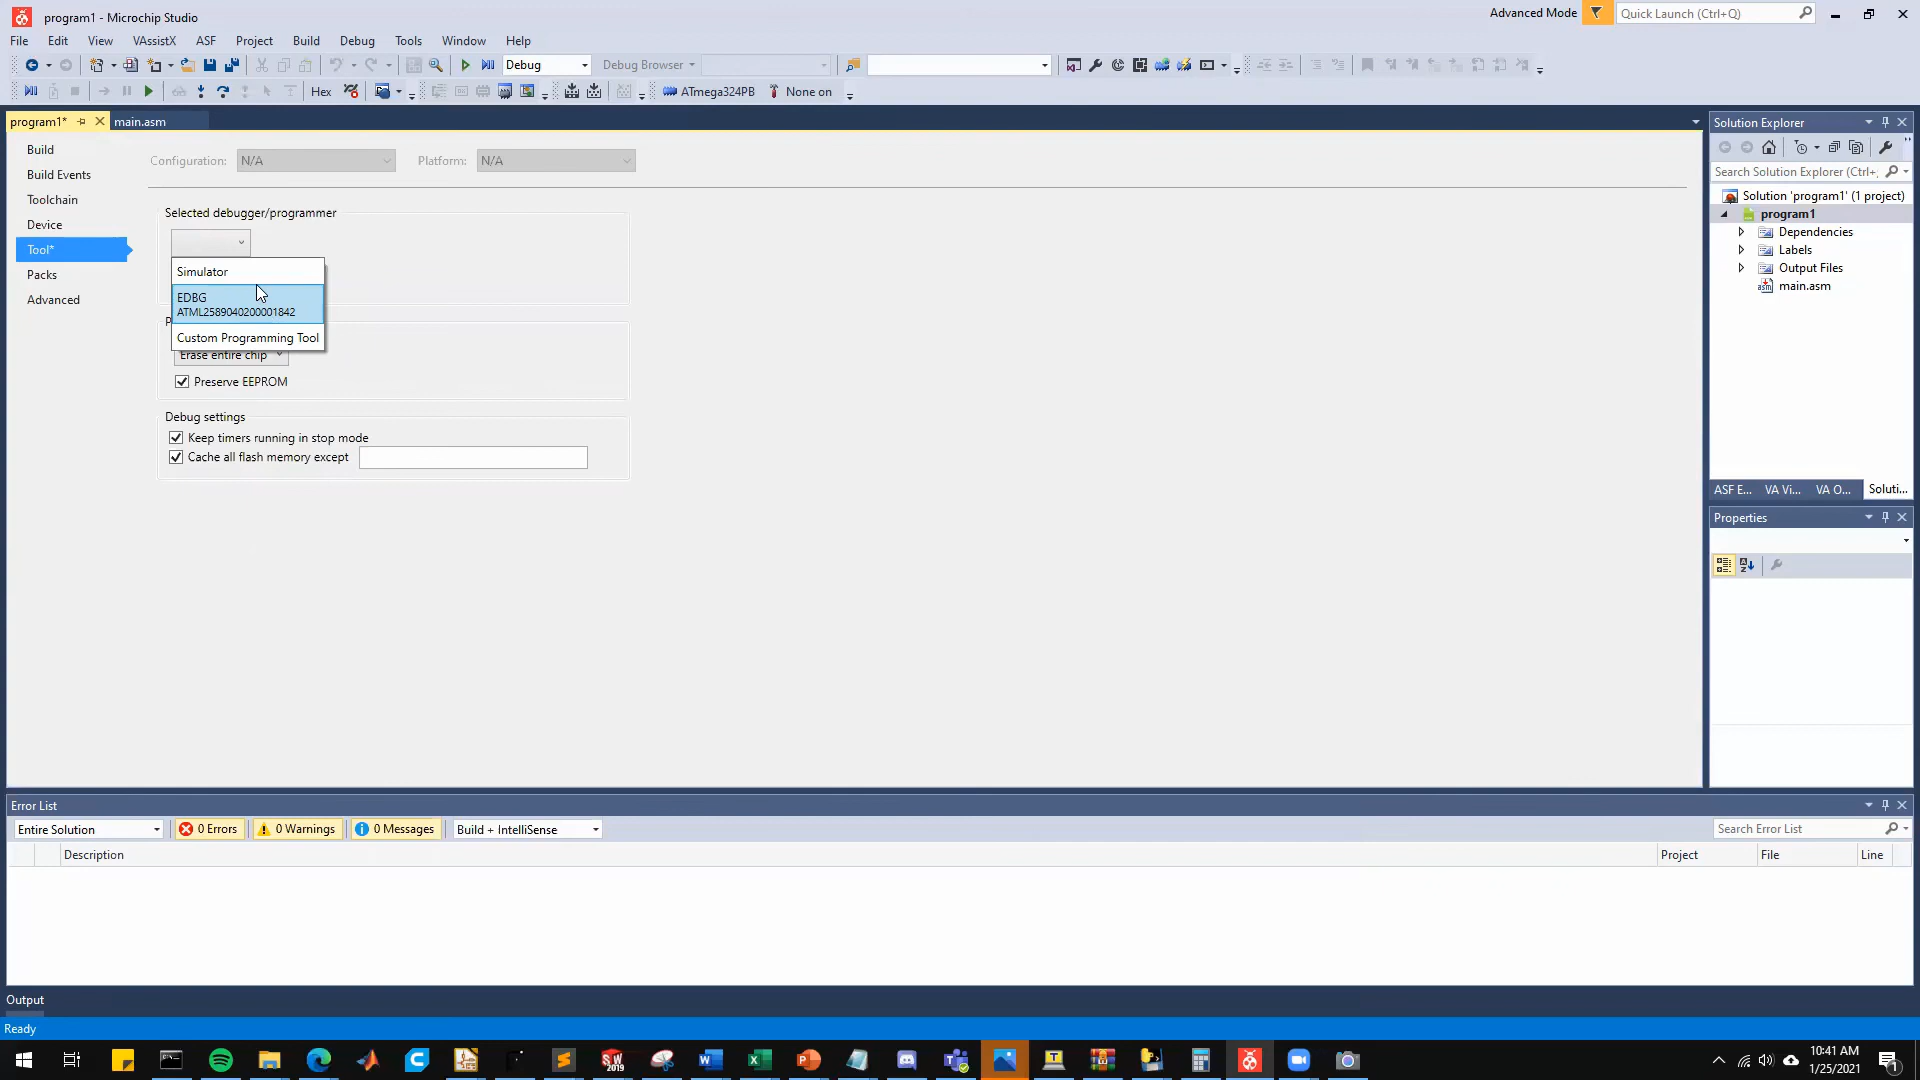 program1 - Microchip Studio
Advanced Mode
Quick Launch (Ctrl+Q)
File Edit View VAssistX ASF Project Build Debug Tools Window Help
Debug
Debug Browser
Hex
ATmega324PB
None on
program1*
main.asm
Build
Build Events
Toolchain
Device
Tool*
Packs
Advanced
Configuration: N/A
Platform: N/A
Selected debugger/programmer
Simulator
EDBG
ATML2589040200001842
Custom Programming Tool
Erase entire chip
Preserve EEPROM
Debug settings
Keep timers running in stop mode
Cache all flash memory except
Solution Explorer
Search Solution Explorer (Ctrl+;
Solution 'program1' (1 project)
program1
Dependencies
Labels
Output Files
main.asm
ASF E... VA Vi... VA O... Soluti...
Properties
Error List
Entire Solution
0 Errors
0 Warnings
0 Messages
Build + IntelliSense
Search Error List
Description Project File Line
Output
Ready
SW
2019
10:41 AM
1/25/2021
1